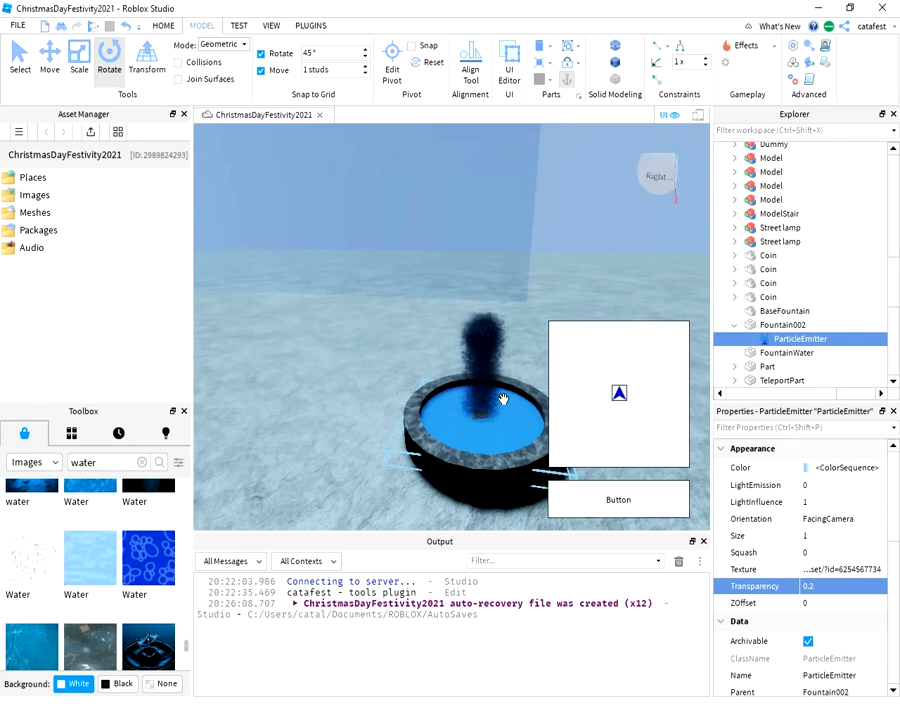 ChristmasDayFestivity2021 - Roblox Studio
FILE HOME MODEL TEST VIEW PLUGINS What's New catafest
Select Move Scale Rotate Transform
Mode: Geometric
Collisions
Join Surfaces
Tools
Rotate 45°
Move 1 studs
Snap to Grid
Edit Pivot
Snap
Reset
Pivot
Align Tool
Alignment
UI Editor
UI
Parts
Solid Modeling
1 x
Constraints
Effects
Gameplay
Advanced
Asset Manager
ChristmasDayFestivity2021 [ID: 2989824293]
Places
Images
Meshes
Packages
Audio
Toolbox
Images water
water Water Water
Water Water Water
Background: White Black None
ChristmasDayFestivity2021
UI
Right
Button
Output
All Messages All Contexts Filter...
20:22:03.986 Connecting to server... - Studio
20:22:35.469 catafest - tools plugin - Edit
20:26:08.707 ▶ ChristmasDayFestivity2021 auto-recovery file was created (x12) -
Studio - C:/Users/catal/Documents/ROBLOX/AutoSaves
Explorer
Filter workspace (Ctrl+Shift+X)
Dummy
Model
Model
Model
Model
ModelStair
Street lamp
Street lamp
Coin
Coin
Coin
Coin
BaseFountain
Fountain002
ParticleEmitter
FountainWater
Part
TeleportPart
Properties - ParticleEmitter "ParticleEmitter"
Filter Properties (Ctrl+Shift+P)
Appearance
Color <ColorSequence>
LightEmission 0
LightInfluence 1
Orientation FacingCamera
Size 1
Squash 0
Texture ...set/?id=6254567734
Transparency 0.2
ZOffset 0
Data
Archivable
ClassName ParticleEmitter
Name ParticleEmitter
Parent Fountain002